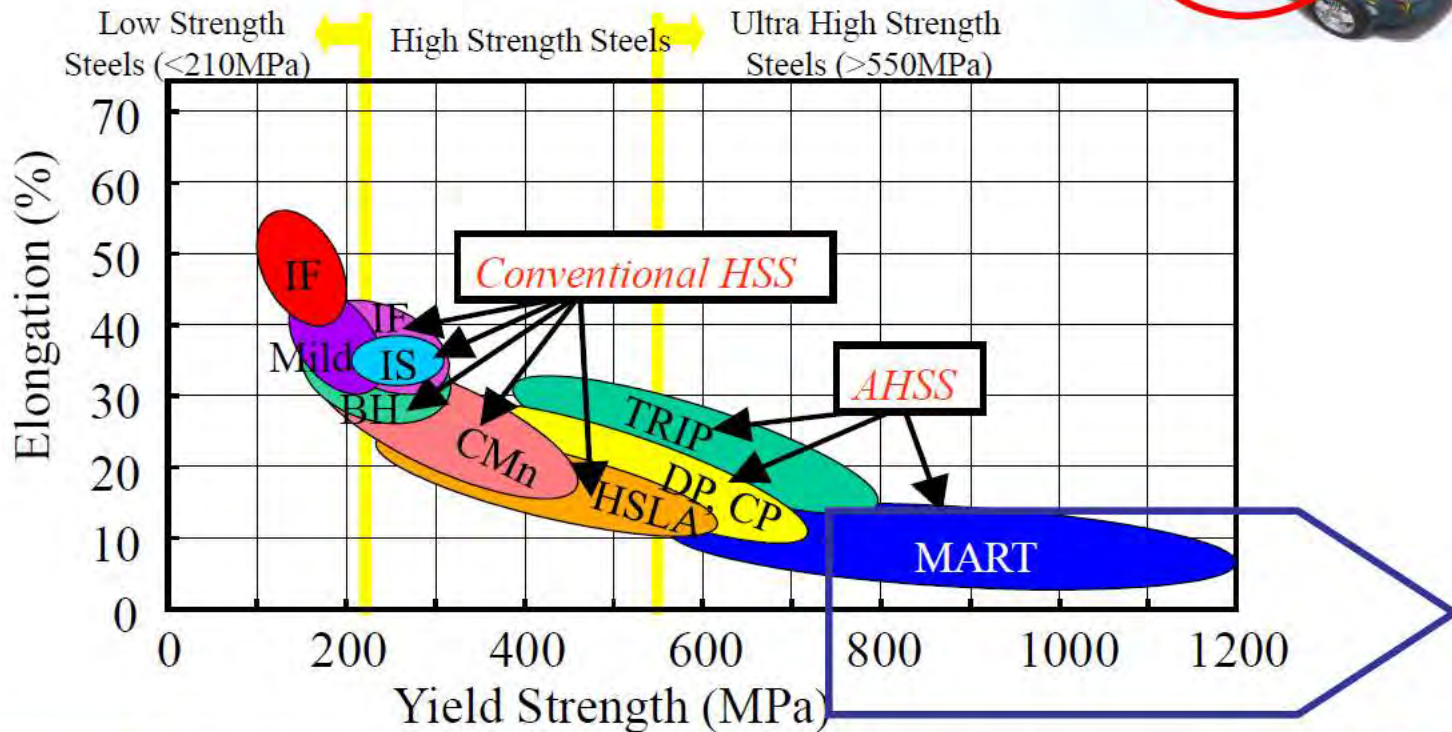 Low Strength
Steels (<210MPa)
High Strength Steels
Ultra High Strength
Steels (>550MPa)
Elongation (%)
70
60
50
40
30
20
10
0
IF
Mild
IF
IS
BH
CMn
HSLA
DP, CP
TRIP
MART
Conventional HSS
AHSS
0 200 400 600 800 1000 1200
Yield Strength (MPa)